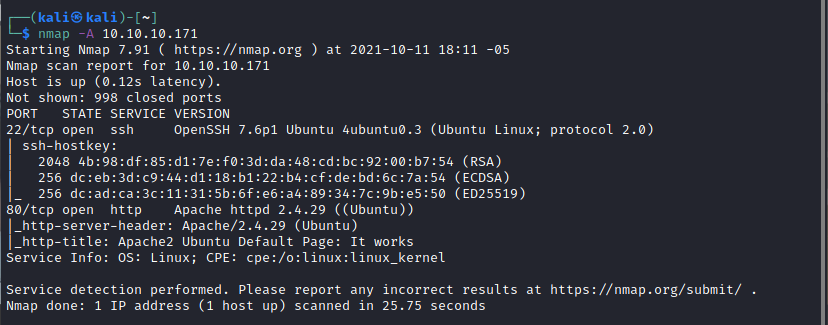 ┌──(kali㉿kali)-[~]
└─$ nmap -A 10.10.10.171
Starting Nmap 7.91 ( https://nmap.org ) at 2021-10-11 18:11 -05
Nmap scan report for 10.10.10.171
Host is up (0.12s latency).
Not shown: 998 closed ports
PORT   STATE SERVICE VERSION
22/tcp open  ssh     OpenSSH 7.6p1 Ubuntu 4ubuntu0.3 (Ubuntu Linux; protocol 2.0)
| ssh-hostkey:
|   2048 4b:98:df:85:d1:7e:f0:3d:da:48:cd:bc:92:00:b7:54 (RSA)
|   256 dc:eb:3d:c9:44:d1:18:b1:22:b4:cf:de:bd:6c:7a:54 (ECDSA)
|_  256 dc:ad:ca:3c:11:31:5b:6f:e6:a4:89:34:7c:9b:e5:50 (ED25519)
80/tcp open  http    Apache httpd 2.4.29 ((Ubuntu))
|_http-server-header: Apache/2.4.29 (Ubuntu)
|_http-title: Apache2 Ubuntu Default Page: It works
Service Info: OS: Linux; CPE: cpe:/o:linux:linux_kernel

Service detection performed. Please report any incorrect results at https://nmap.org/submit/ .
Nmap done: 1 IP address (1 host up) scanned in 25.75 seconds